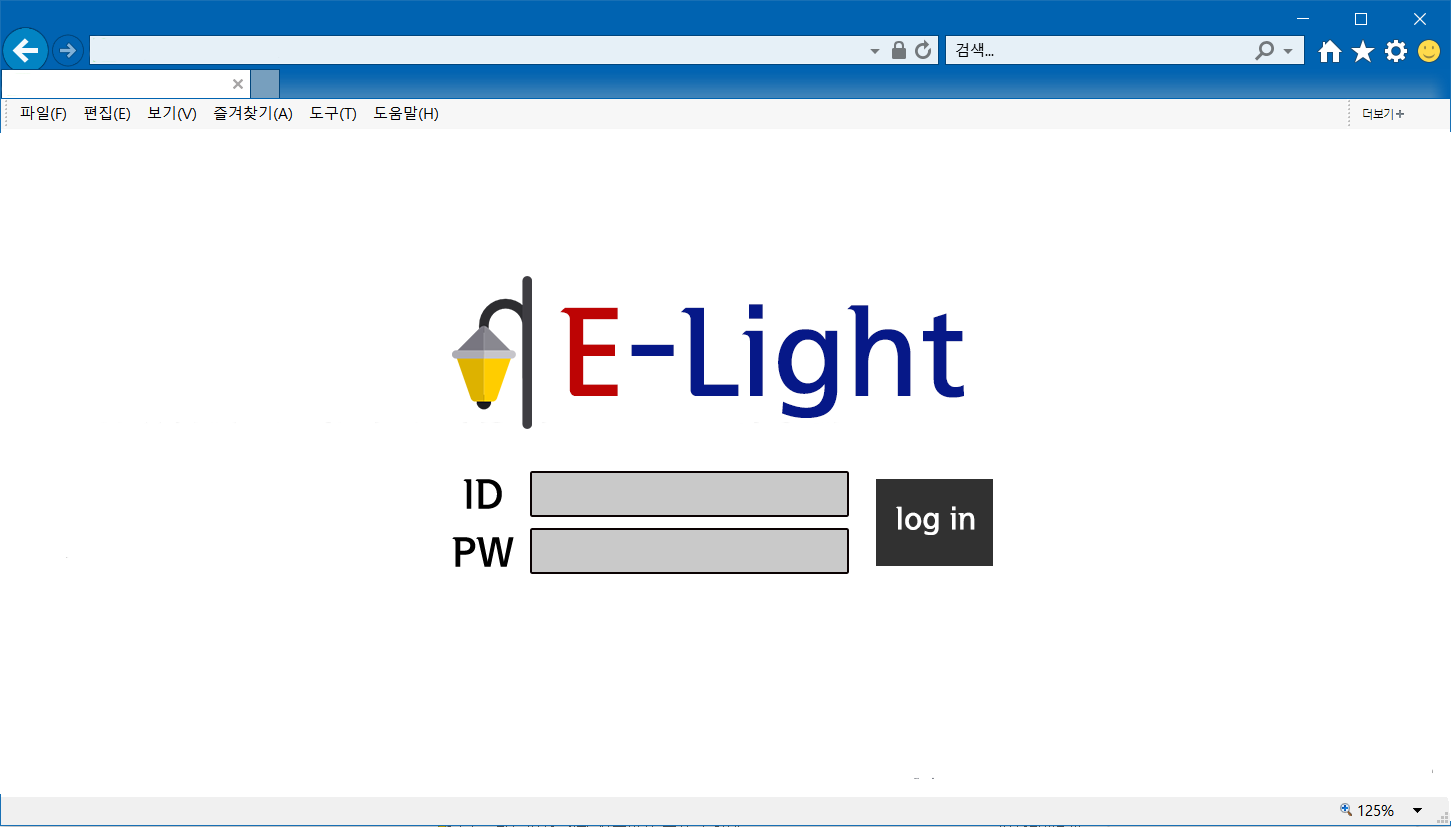 검색...
파일(F) 편집(E) 보기(V) 즐겨찾기(A) 도구(T) 도움말(H) 더보기+
E-Light
ID
log in
PW
125%